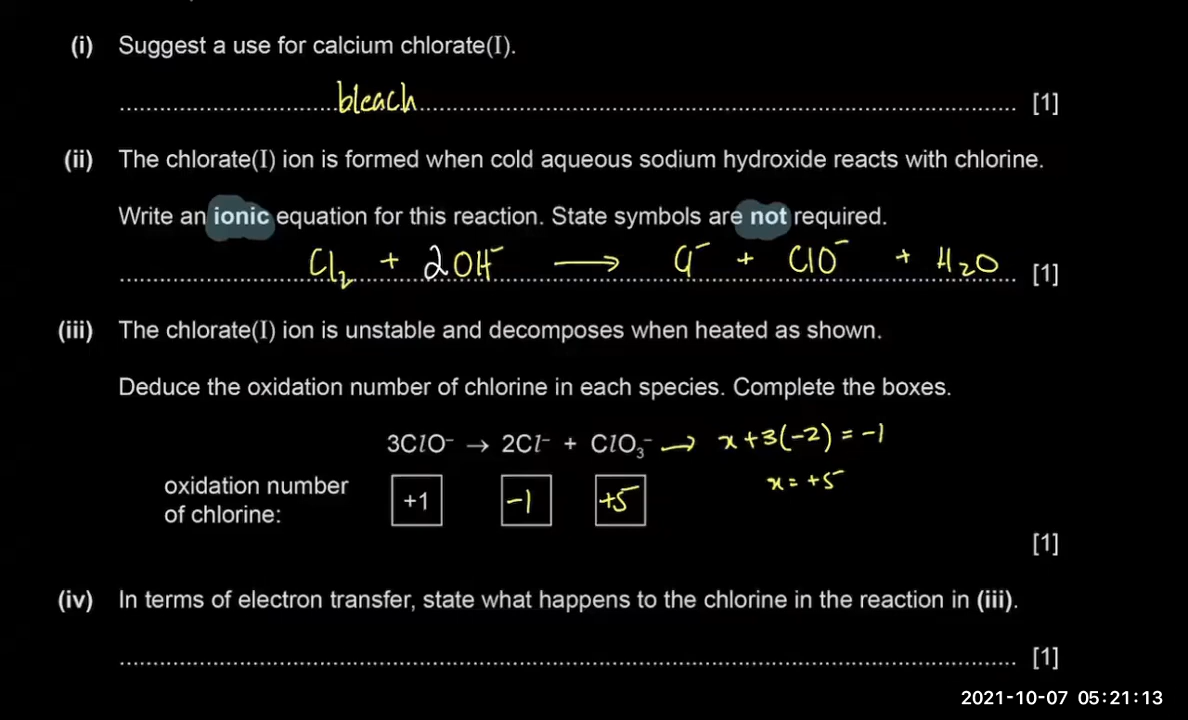 (i) Suggest a use for calcium chlorate(I).
bleach [1]
(ii) The chlorate(I) ion is formed when cold aqueous sodium hydroxide reacts with chlorine.
Write an ionic equation for this reaction. State symbols are not required.
Cl₂ + 2OH⁻ ⟶ Cl⁻ + ClO⁻ + H₂O [1]
(iii) The chlorate(I) ion is unstable and decomposes when heated as shown.
Deduce the oxidation number of chlorine in each species. Complete the boxes.
3ClO⁻ → 2Cl⁻ + ClO₃⁻ → x+3(-2) = -1
x = +5
oxidation number
of chlorine: +1 -1 +5
[1]
(iv) In terms of electron transfer, state what happens to the chlorine in the reaction in (iii).
[1]
2021-10-07 05:21:13